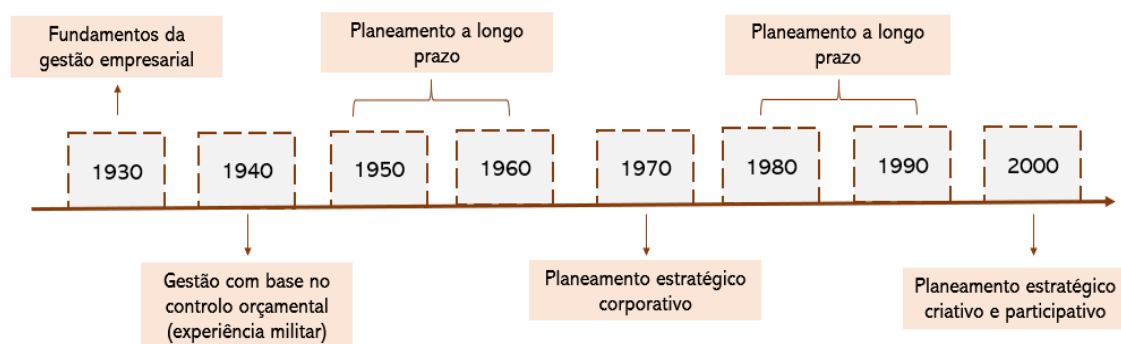 Fundamentos da
gestão empresarial
Planeamento a longo
prazo
Planeamento a longo
prazo
1930
1940
1950
1960
1970
1980
1990
2000
Gestão com base no
controlo orçamental
(experiência militar)
Planeamento estratégico
corporativo
Planeamento estratégico
criativo e participativo